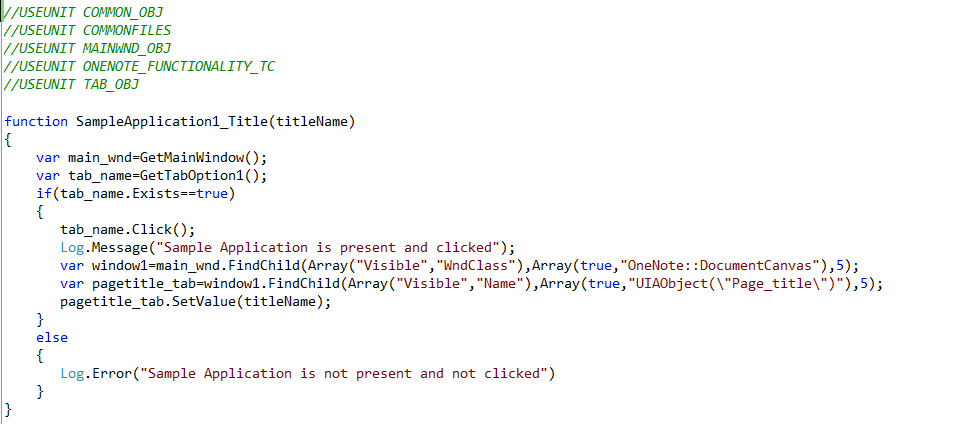 //USEUNIT COMMON_OBJ
//USEUNIT COMMONFILES
//USEUNIT MAINWND_OBJ
//USEUNIT ONENOTE_FUNCTIONALITY_TC
//USEUNIT TAB_OBJ

function SampleApplication1_Title(titleName)
{
    var main_wnd=GetMainWindow();
    var tab_name=GetTabOption1();
    if(tab_name.Exists==true)
    {
       tab_name.Click();
       Log.Message("Sample Application is present and clicked");
       var window1=main_wnd.FindChild(Array("Visible","WndClass"),Array(true,"OneNote::DocumentCanvas"),5);
       var pagetitle_tab=window1.FindChild(Array("Visible","Name"),Array(true,"UIAObject(\"Page_title\")"),5);
       pagetitle_tab.SetValue(titleName);
    }
    else
    {
       Log.Error("Sample Application is not present and not clicked")
    }
}